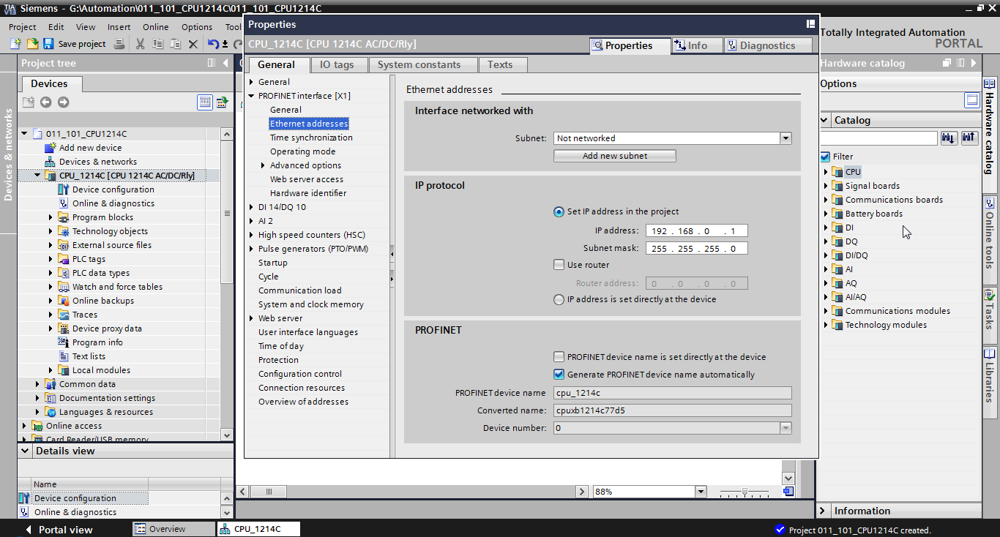 TIA V13
Siemens - G:\Automation\011_101_CPU1214C\011_101_CPU1214C
Project Edit View Insert Online Options Tool
Save project
Totally Integrated Automation
PORTAL
Project tree
Devices
Devices & networks
011_101_CPU1214C
Add new device
Devices & networks
CPU_1214C [CPU 1214C AC/DC/Rly]
Device configuration
Online & diagnostics
Program blocks
Technology objects
External source files
PLC tags
PLC data types
Watch and force tables
Online backups
Traces
Device proxy data
Program info
Text lists
Local modules
Common data
Documentation settings
Languages & resources
Online access
Card Reader/USB memory
Details view
Name
Device configuration
Online & diagnostics
Properties
CPU_1214C [CPU 1214C AC/DC/Rly]
Properties Info Diagnostics
General IO tags System constants Texts
General
PROFINET interface [X1]
General
Ethernet addresses
Time synchronization
Operating mode
Advanced options
Web server access
Hardware identifier
DI 14/DQ 10
AI 2
High speed counters (HSC)
Pulse generators (PTO/PWM)
Startup
Cycle
Communication load
System and clock memory
Web server
User interface languages
Time of day
Protection
Configuration control
Connection resources
Overview of addresses
Ethernet addresses
Interface networked with
Subnet: Not networked
Add new subnet
IP protocol
Set IP address in the project
IP address: 192 . 168 . 0 . 1
Subnet mask: 255 . 255 . 255 . 0
Use router
Router address: 0 . 0 . 0 . 0
IP address is set directly at the device
PROFINET
PROFINET device name is set directly at the device
Generate PROFINET device name automatically
PROFINET device name cpu_1214c
Converted name: cpuxb1214c77d5
Device number: 0
88%
Hardware catalog
Options
Catalog
Filter
CPU
Signal boards
Communications boards
Battery boards
DI
DQ
DI/DQ
AI
AQ
AI/AQ
Communications modules
Technology modules
Information
Hardware catalog
Online tools
Tasks
Libraries
Portal view
Overview
CPU_1214C
Project 011_101_CPU1214C created.